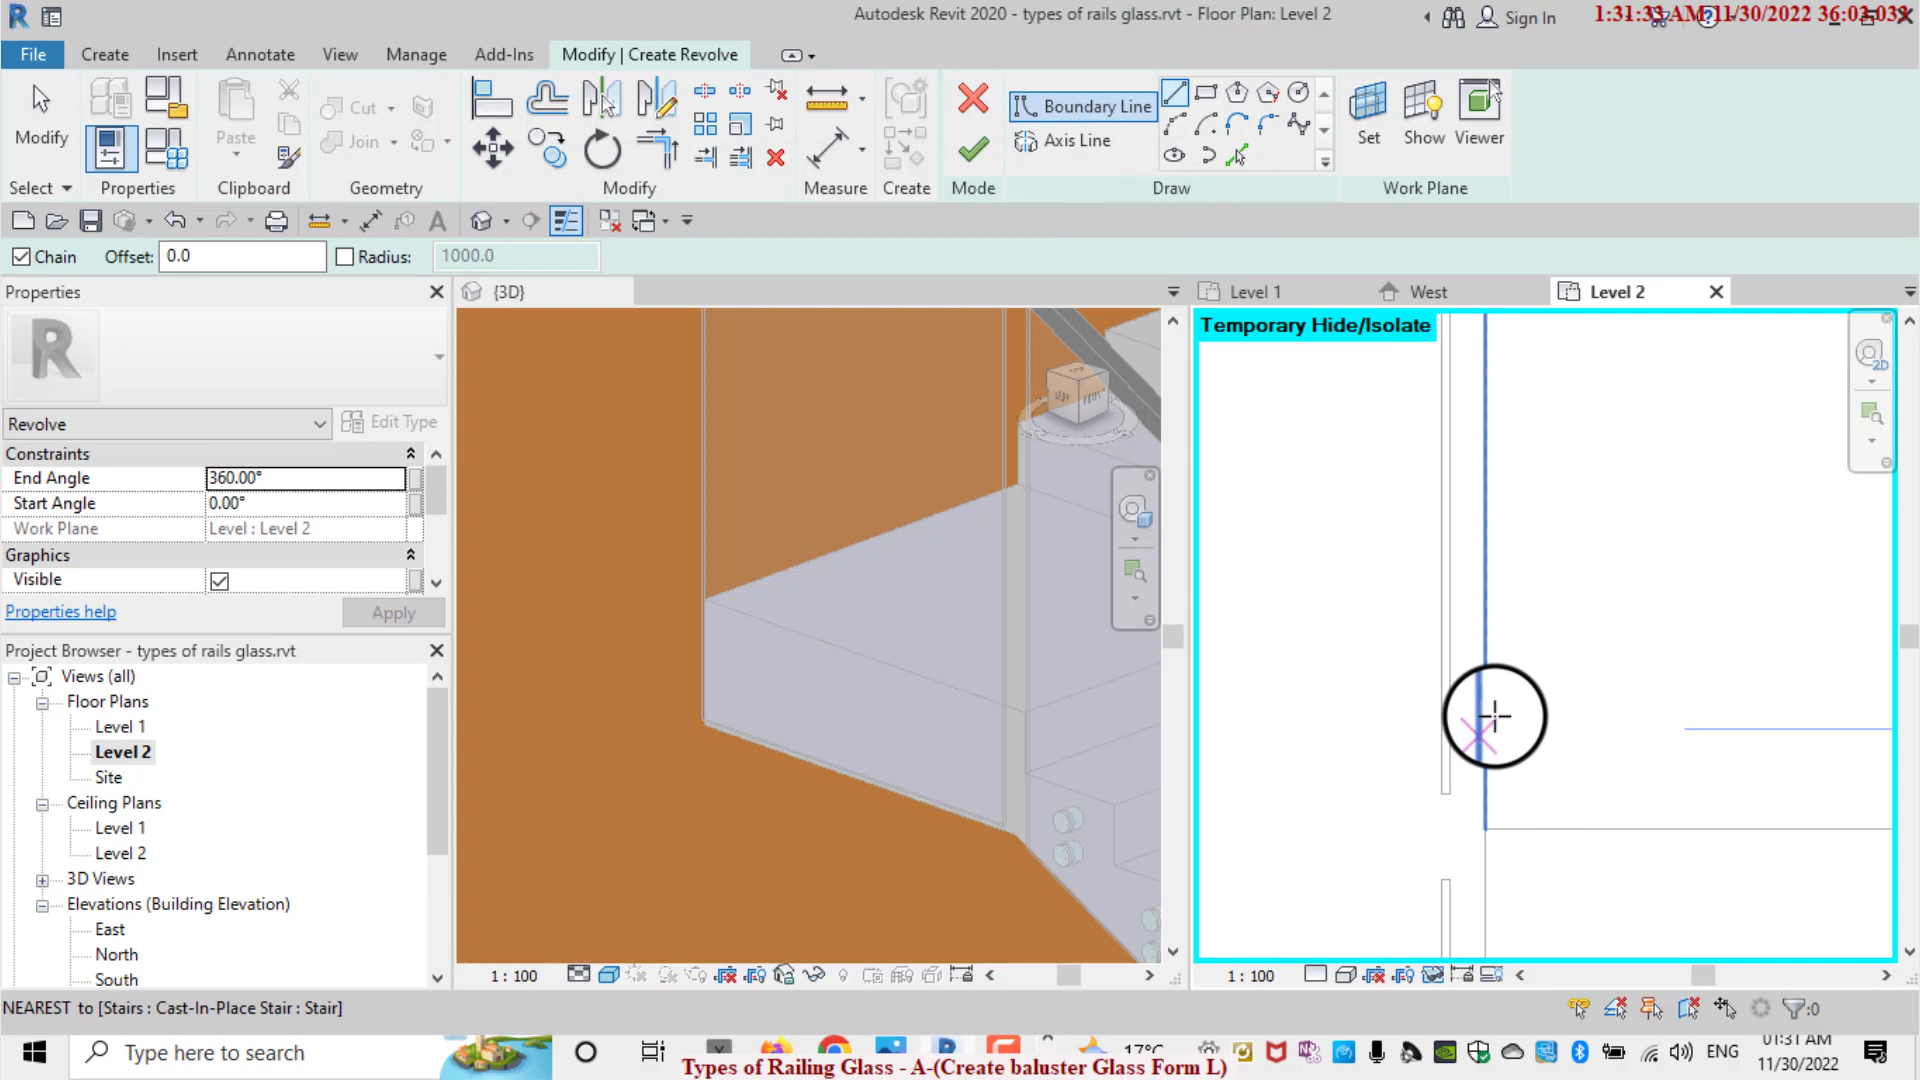 Autodesk Revit 2020 - types of rails glass.rvt - Floor Plan: Level 2
Sign In
1:31:33 AM 11/30/2022 36:03.03
File Create Insert Annotate View Manage Add-Ins Modify | Create Revolve
Cut
Join
Boundary Line
Axis Line
Modify
Paste
Set Show Viewer
Select Properties Clipboard Geometry Modify Measure Create Mode Draw Work Plane
Chain Offset: 0.0 Radius: 1000.0
Properties
{3D}
Level 1
West
Level 2
Temporary Hide/Isolate
2D
Revolve
Edit Type
Constraints
End Angle 360.00°
Start Angle 0.00°
Work Plane Level : Level 2
Graphics
Visible
Properties help
Apply
Project Browser - types of rails glass.rvt
Views (all)
Floor Plans
Level 1
Level 2
Site
Ceiling Plans
Level 1
Level 2
3D Views
Elevations (Building Elevation)
East
North
South
1 : 100
1 : 100
NEAREST to [Stairs : Cast-In-Place Stair : Stair]
:0
Type here to search
17°C
ENG
01:31 AM
11/30/2022
Types of Railing Glass - A-(Create baluster Glass Form L)